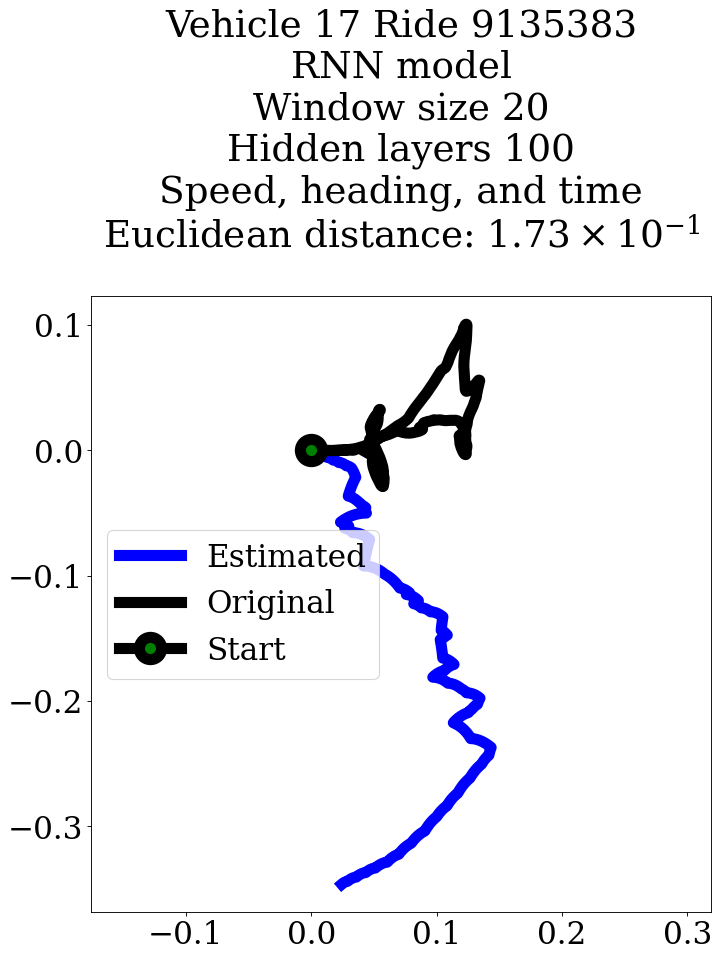 Vehicle 17 Ride 9135383
RNN model
Window size 20
Hidden layers 100
Speed, heading, and time
Euclidean distance: 1.73 × 10⁻¹
0.1
0.0
−0.1
−0.2
−0.3
Estimated
Original
Start
−0.1
0.0
0.1
0.2
0.3